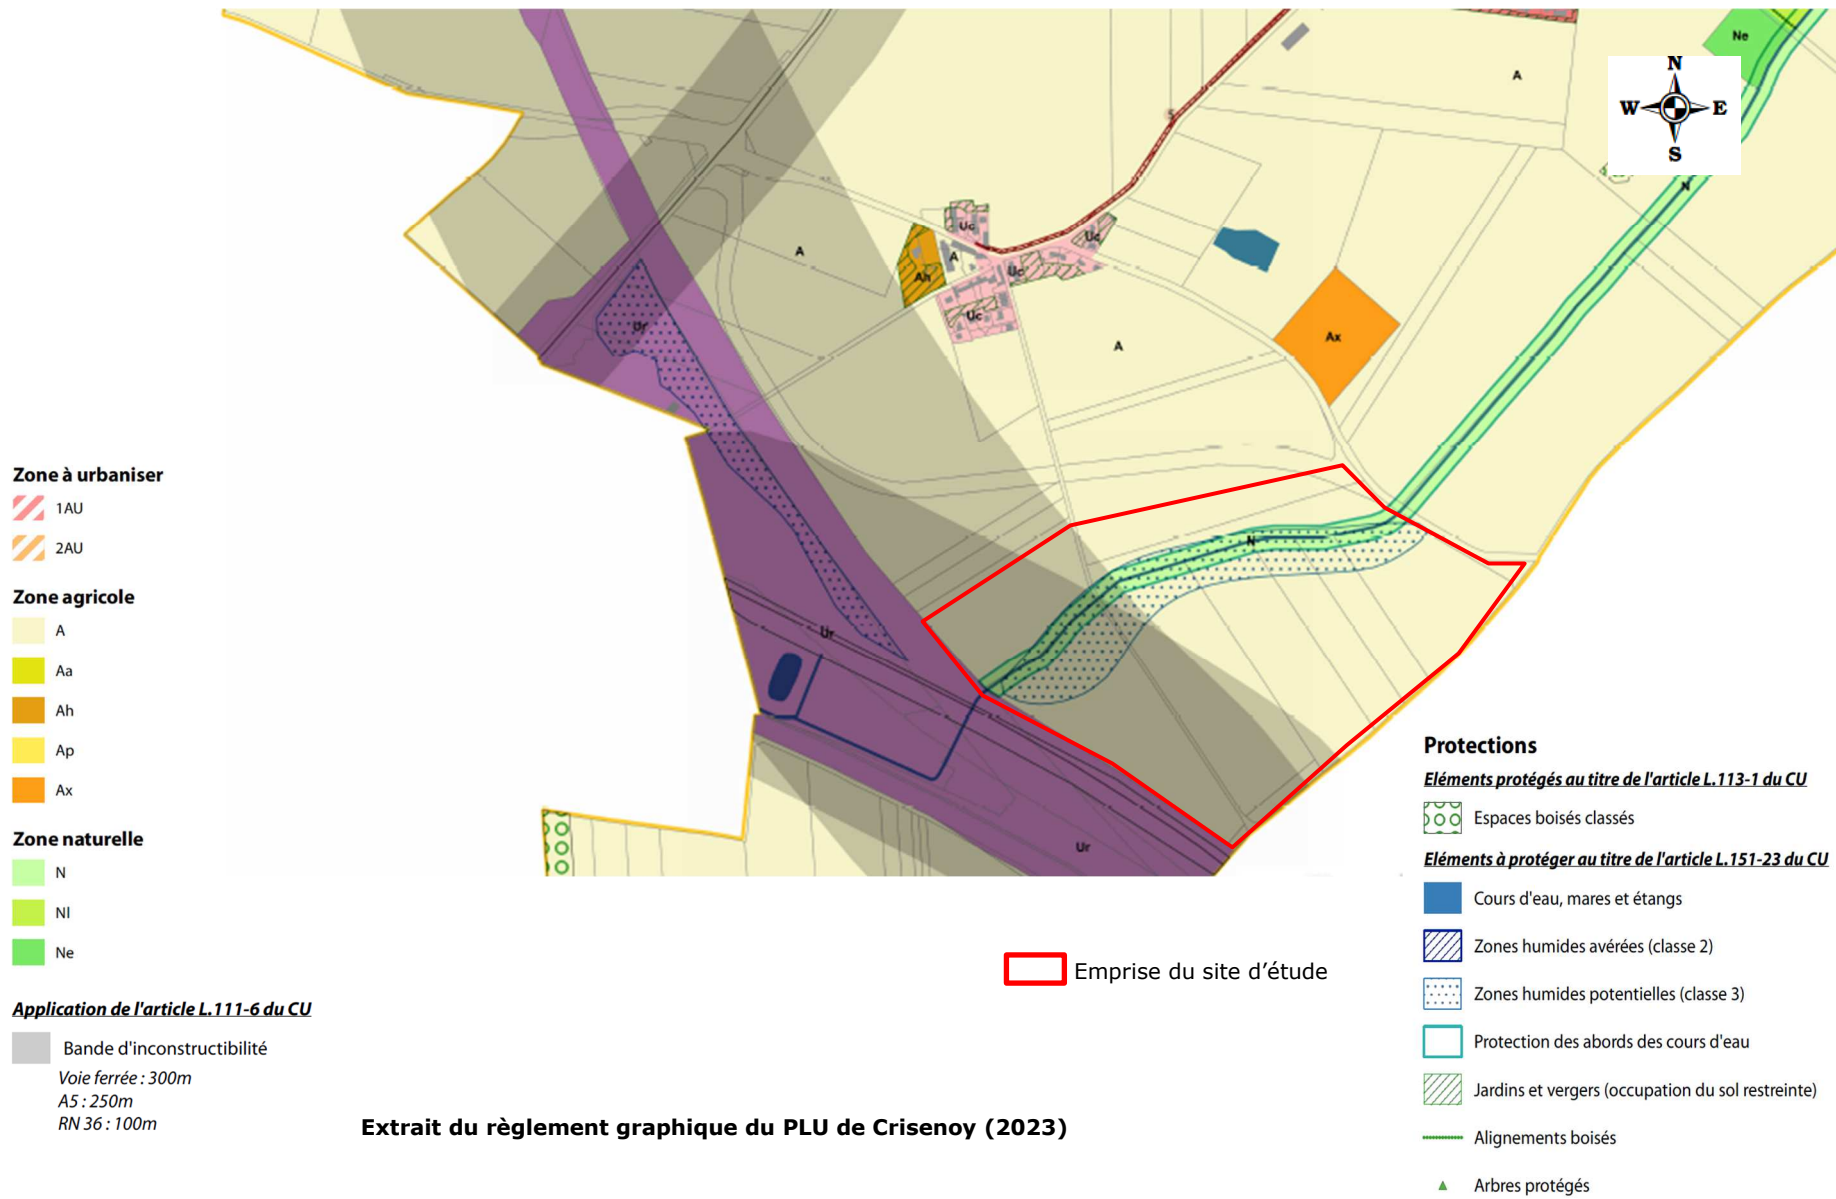 Ne
A
N
W
E
S
N
A
Uc
Uc
A
Ah
Uc
Uc
Ur
A
Ax
N
Ur
Ur
Zone à urbaniser
1AU
2AU
Zone agricole
A
Aa
Ah
Ap
Ax
Zone naturelle
N
Nl
Ne
Application de l'article L.111-6 du CU
Bande d'inconstructibilité
Voie ferrée : 300m
A5 : 250m
RN 36 : 100m
Emprise du site d’étude
Extrait du règlement graphique du PLU de Crisenoy (2023)
Protections
Eléments protégés au titre de l'article L.113-1 du CU
Espaces boisés classés
Eléments à protéger au titre de l'article L.151-23 du CU
Cours d'eau, mares et étangs
Zones humides avérées (classe 2)
Zones humides potentielles (classe 3)
Protection des abords des cours d'eau
Jardins et vergers (occupation du sol restreinte)
Alignements boisés
Arbres protégés